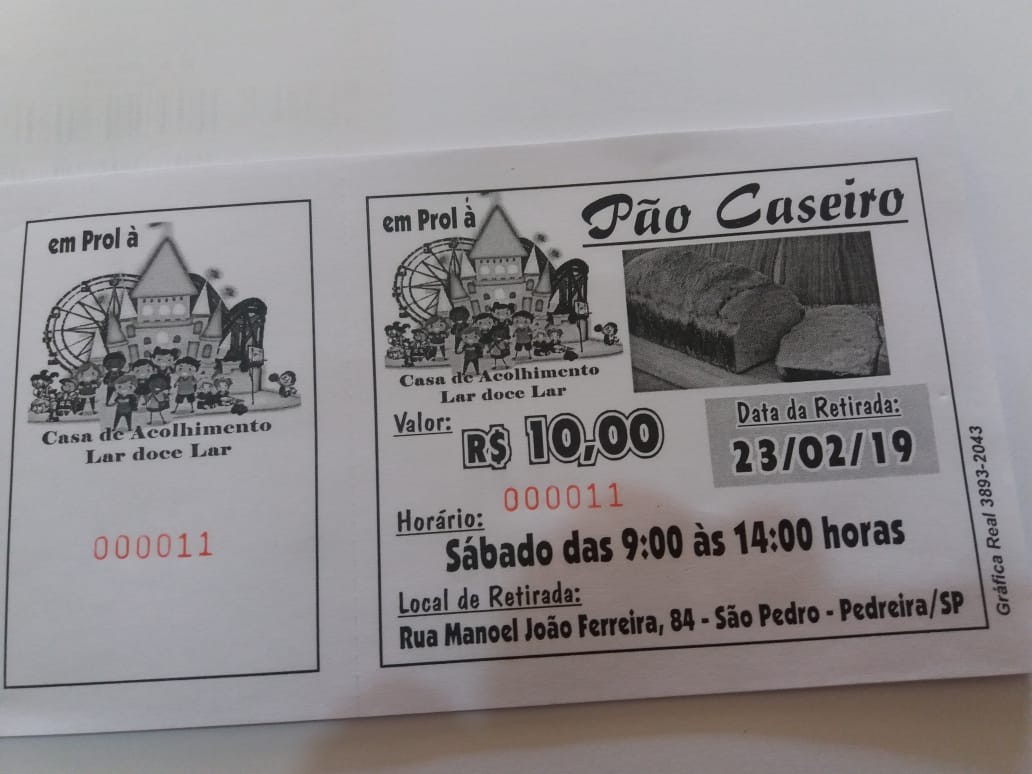 em Prol à
Casa de Acolhimento
Lar doce Lar
000011
em Prol à
Casa de Acolhimento
Lar doce Lar
Pão Caseiro
Valor:
R$ 10,00
Data da Retirada:
23/02/19
000011
Horário:
Sábado das 9:00 às 14:00 horas
Local de Retirada:
Rua Manoel João Ferreira, 84 - São Pedro - Pedreira/SP
Gráfica Real 3893-2043